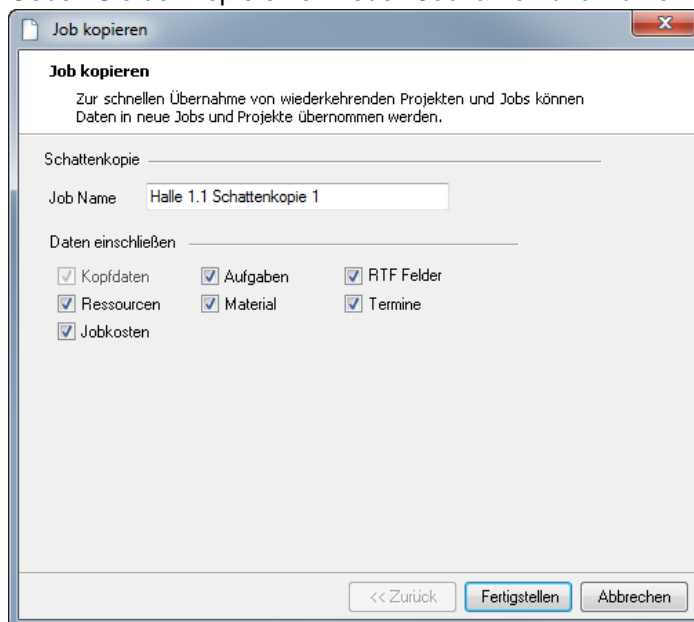 Job kopieren
Job kopieren
Zur schnellen Übernahme von wiederkehrenden Projekten und Jobs können
Daten in neue Jobs und Projekte übernommen werden.
Schattenkopie
Job Name Halle 1.1 Schattenkopie 1
Daten einschließen
Kopfdaten Aufgaben RTF Felder
Ressourcen Material Termine
Jobkosten
<< Zurück Fertigstellen Abbrechen